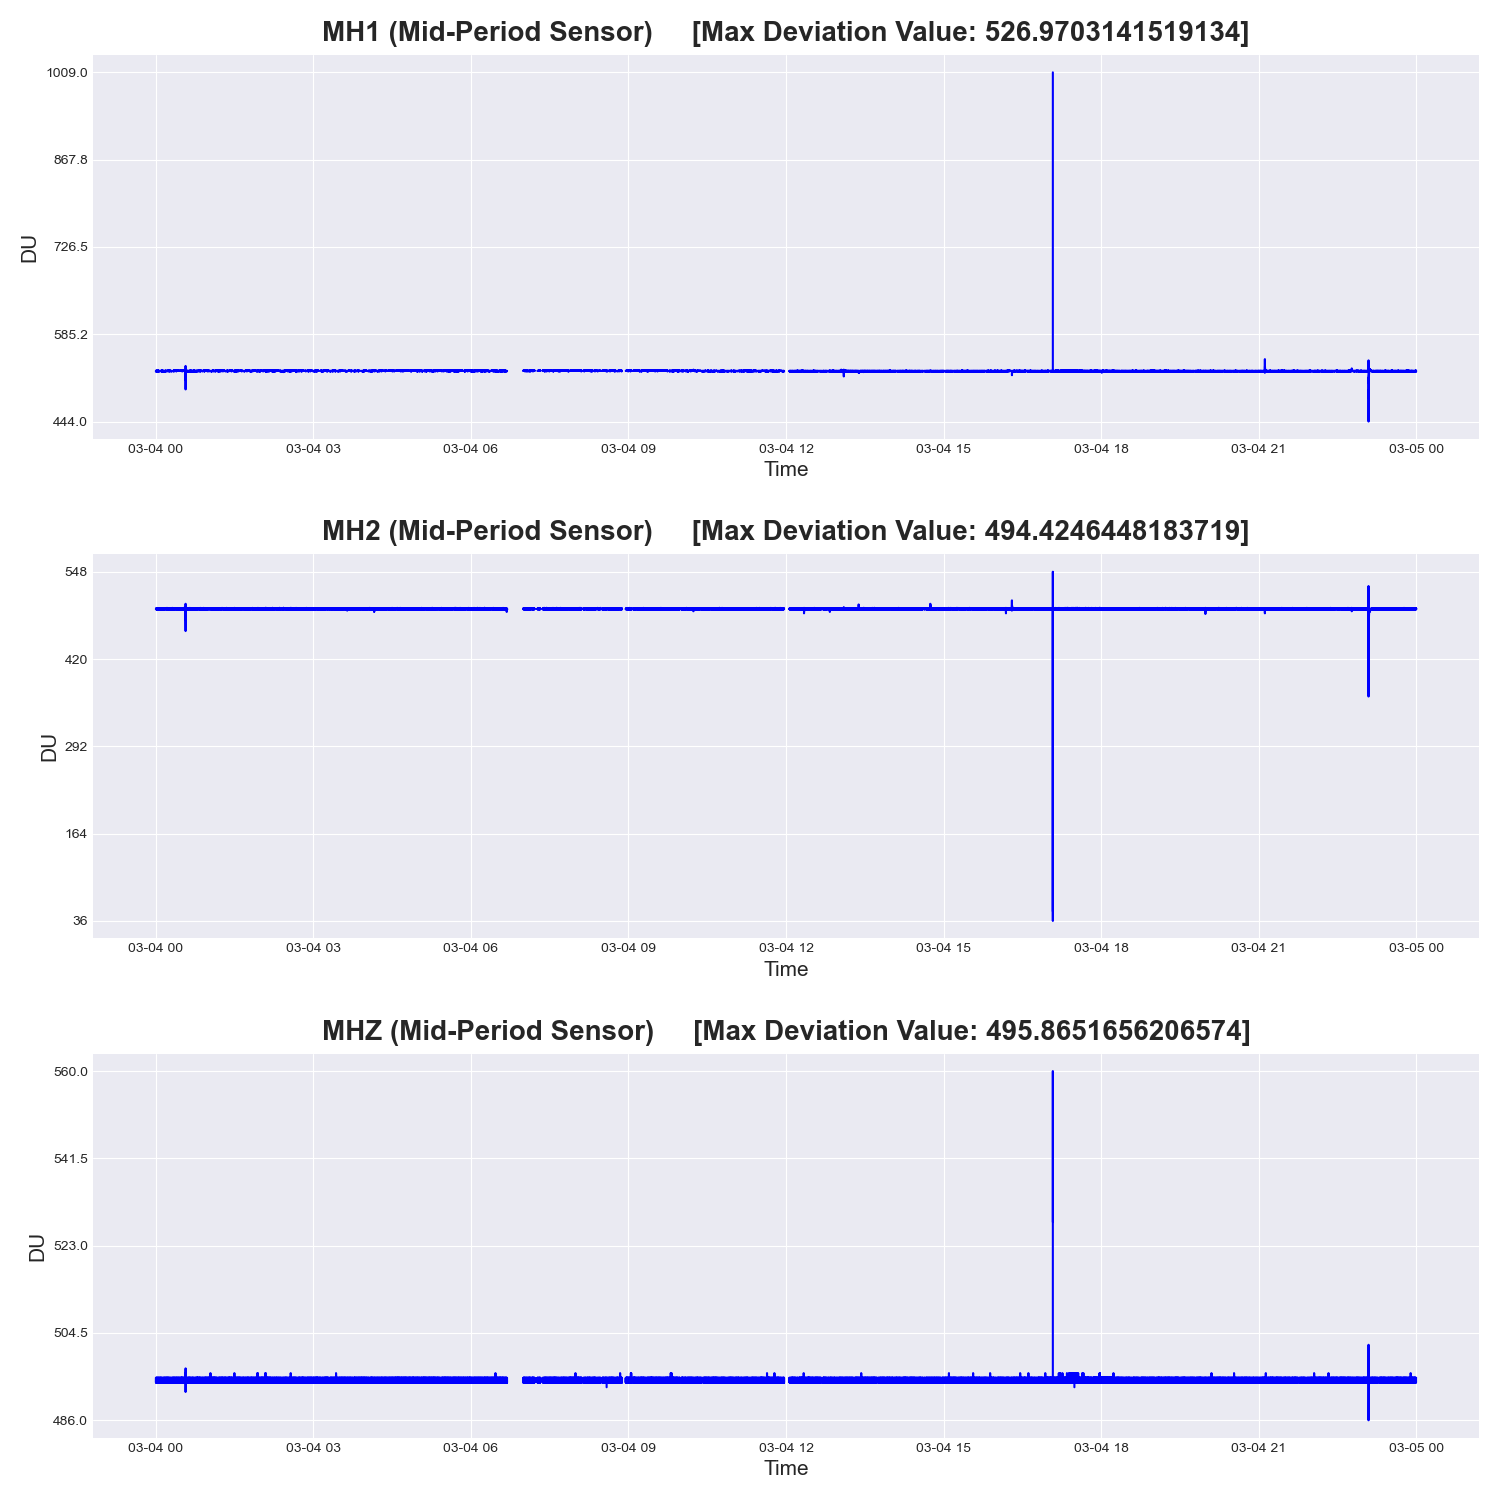 MH1 (Mid-Period Sensor) [Max Deviation Value: 526.9703141519134]
1009.0
867.8
726.5
585.2
444.0
DU
03-04 00 03-04 03 03-04 06 03-04 09 03-04 12 03-04 15 03-04 18 03-04 21 03-05 00
Time
MH2 (Mid-Period Sensor) [Max Deviation Value: 494.4246448183719]
548
420
292
164
36
DU
03-04 00 03-04 03 03-04 06 03-04 09 03-04 12 03-04 15 03-04 18 03-04 21 03-05 00
Time
MHZ (Mid-Period Sensor) [Max Deviation Value: 495.8651656206574]
560.0
541.5
523.0
504.5
486.0
DU
03-04 00 03-04 03 03-04 06 03-04 09 03-04 12 03-04 15 03-04 18 03-04 21 03-05 00
Time